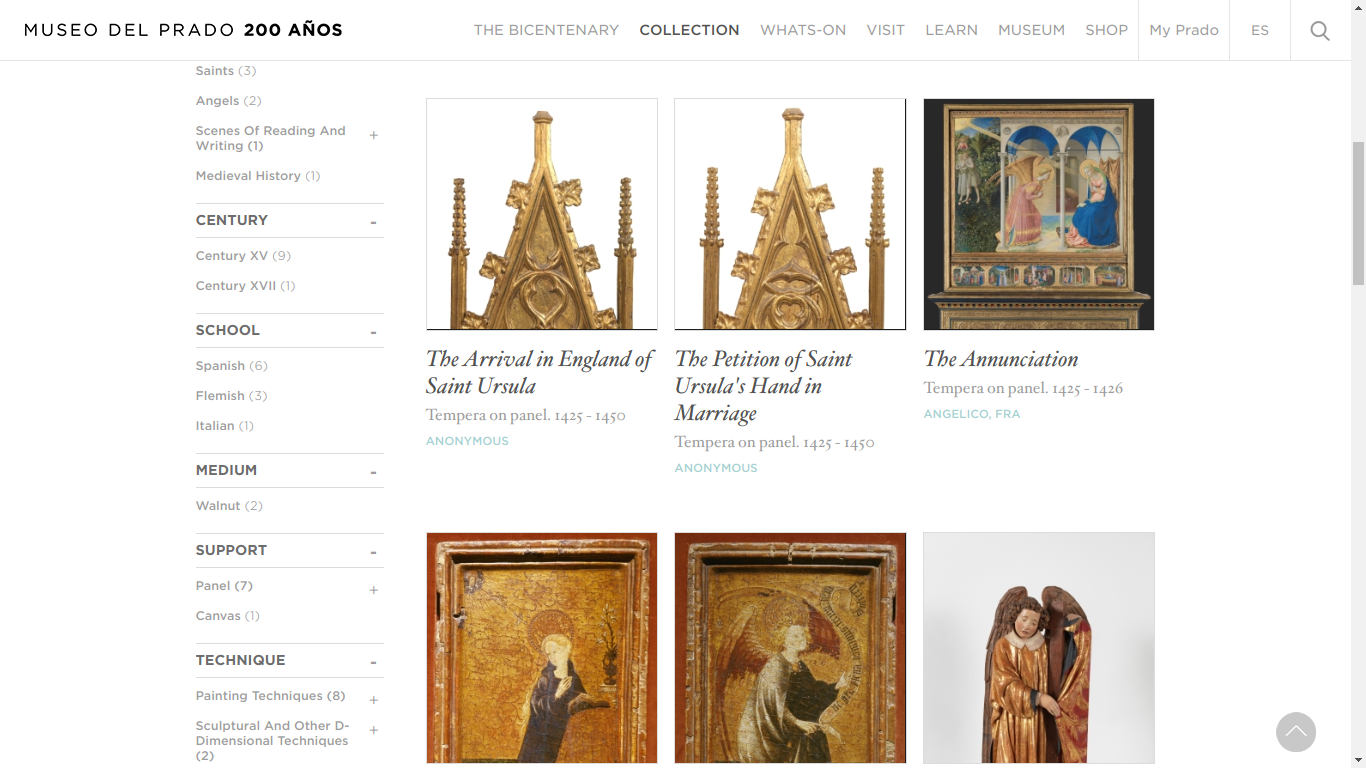 MUSEO DEL PRADO 200 AÑOS
THE BICENTENARY COLLECTION WHATS-ON VISIT LEARN MUSEUM SHOP My Prado ES
Saints (3)
Angels (2)
Scenes Of Reading And
Writing (1)
+
Medieval History (1)
CENTURY -
Century XV (9)
Century XVII (1)
SCHOOL -
Spanish (6)
Flemish (3)
Italian (1)
MEDIUM -
Walnut (2)
SUPPORT -
Panel (7) +
Canvas (1)
TECHNIQUE -
Painting Techniques (8) +
Sculptural And Other D-
Dimensional Techniques
(2)
+
The Arrival in England of
Saint Ursula
Tempera on panel. 1425 - 1450
ANONYMOUS
The Petition of Saint
Ursula's Hand in
Marriage
Tempera on panel. 1425 - 1450
ANONYMOUS
The Annunciation
Tempera on panel. 1425 - 1426
ANGELICO, FRA